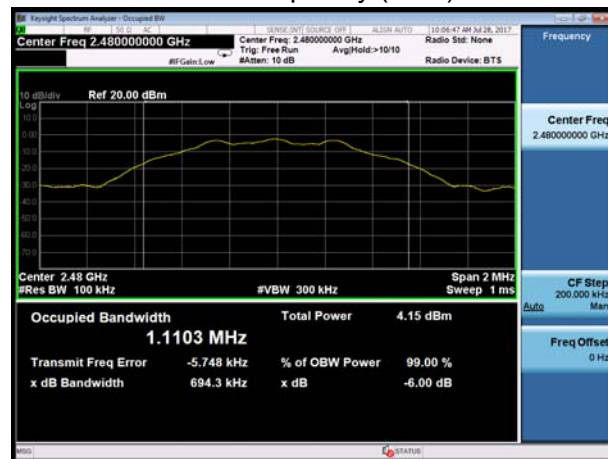 Keysight Spectrum Analyzer - Occupied BW
RF 50 Ω AC SENSE:INT SOURCE OFF ALIGN AUTO 10:06:47 AM Jul 28, 2017
Center Freq 2.480000000 GHz
Center Freq: 2.480000000 GHz
Radio Std: None
Trig: Free Run Avg|Hold:>10/10
#IFGain:Low #Atten: 10 dB Radio Device: BTS
10 dB/div Ref 20.00 dBm
Log
10.0
0.00
Center 2.48 GHz Span 2 MHz
#Res BW 100 kHz #VBW 300 kHz Sweep 1 ms
Occupied Bandwidth Total Power 4.15 dBm
1.1103 MHz
Transmit Freq Error -5.748 kHz % of OBW Power 99.00 %
x dB Bandwidth 694.3 kHz x dB -6.00 dB
MSG STATUS
Frequency
Center Freq
2.480000000 GHz
CF Step
200.000 kHz
Auto Man
Freq Offset
0 Hz